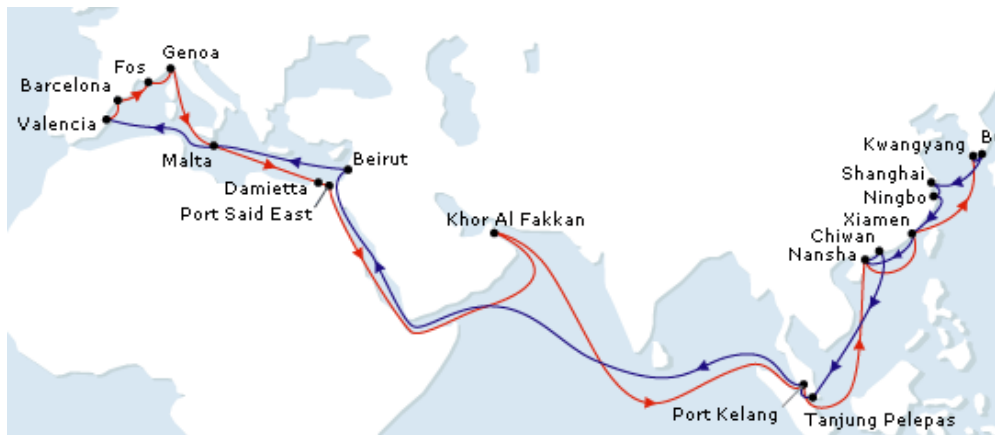 Genoa
Fos
Barcelona
Valencia
Malta
Beirut
Damietta
Port Said East
Khor Al Fakkan
B
Kwangyang
Shanghai
Ningbo
Xiamen
Chiwan
Nansha
Port Kelang
Tanjung Pelepas